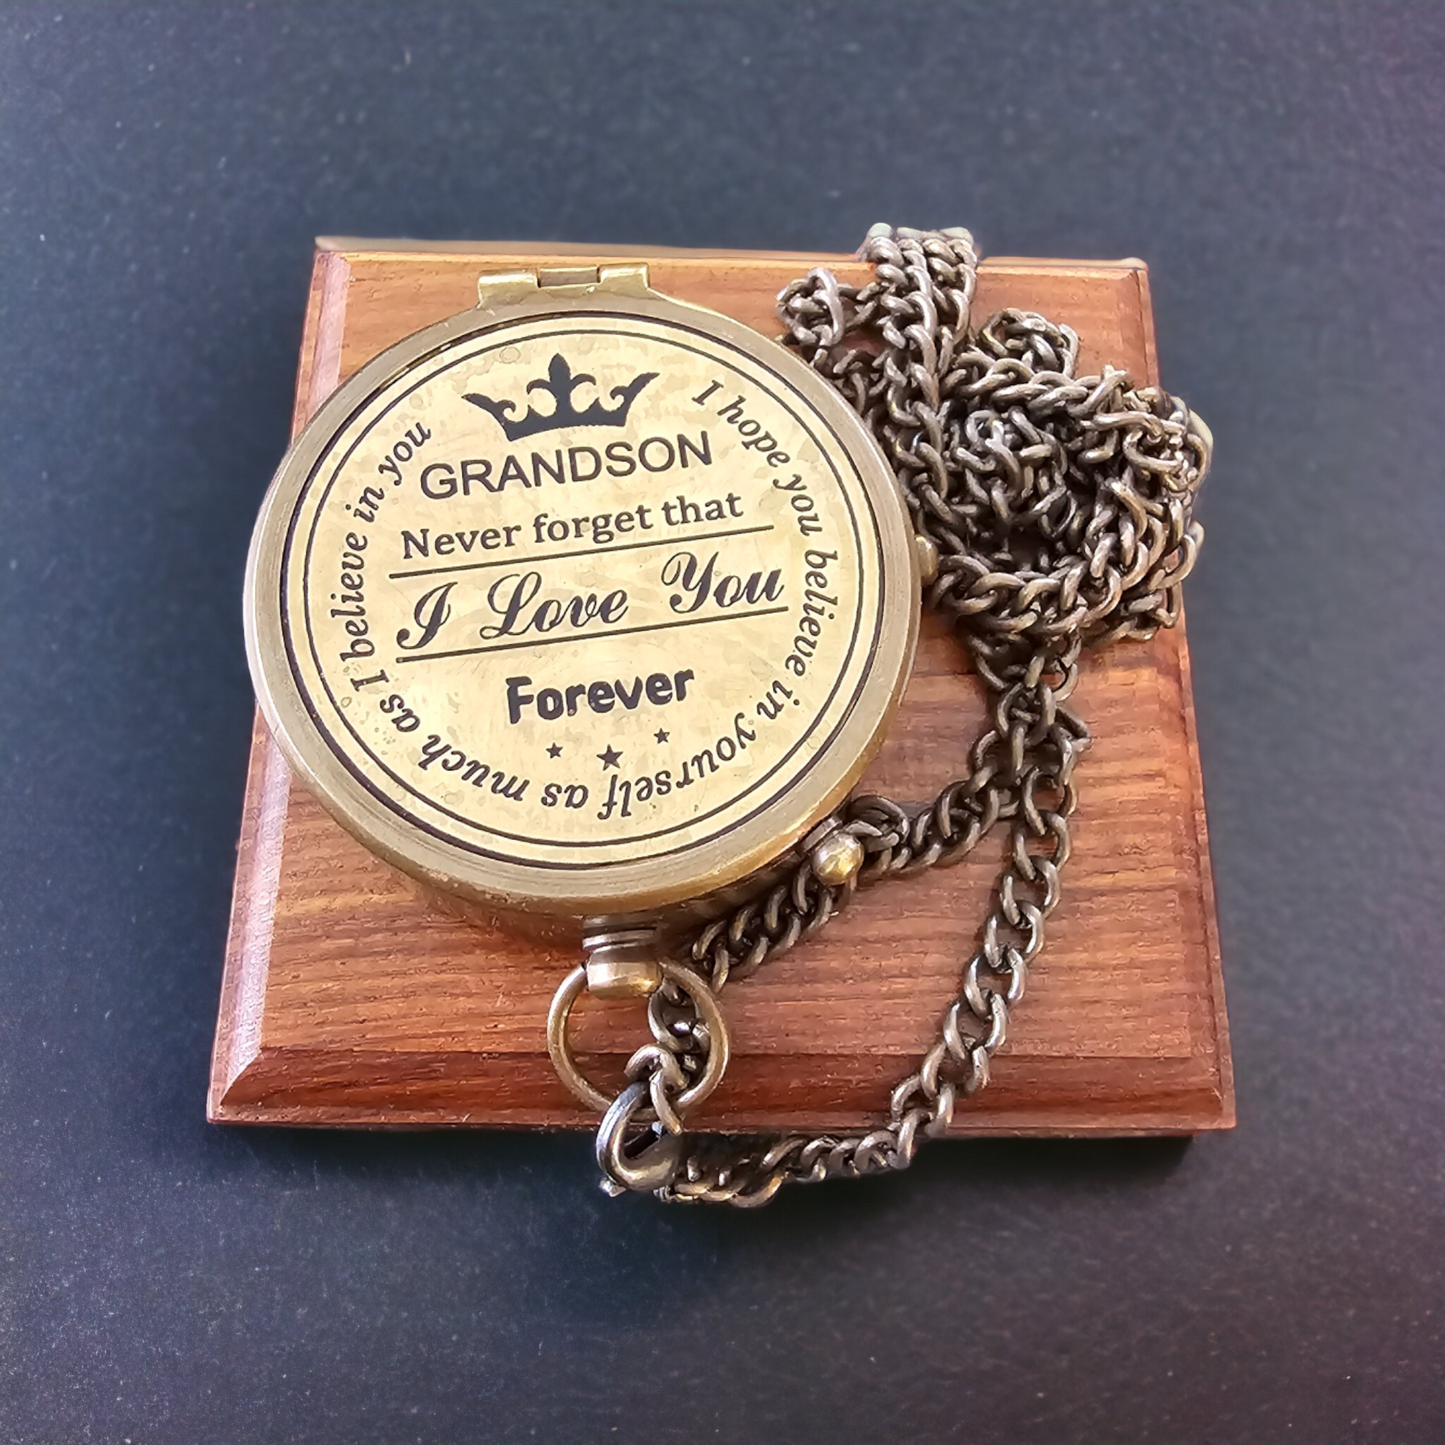 GRANDSON
Never forget that
I Love You
Forever
I hope you believe in yourself as much as I believe in you